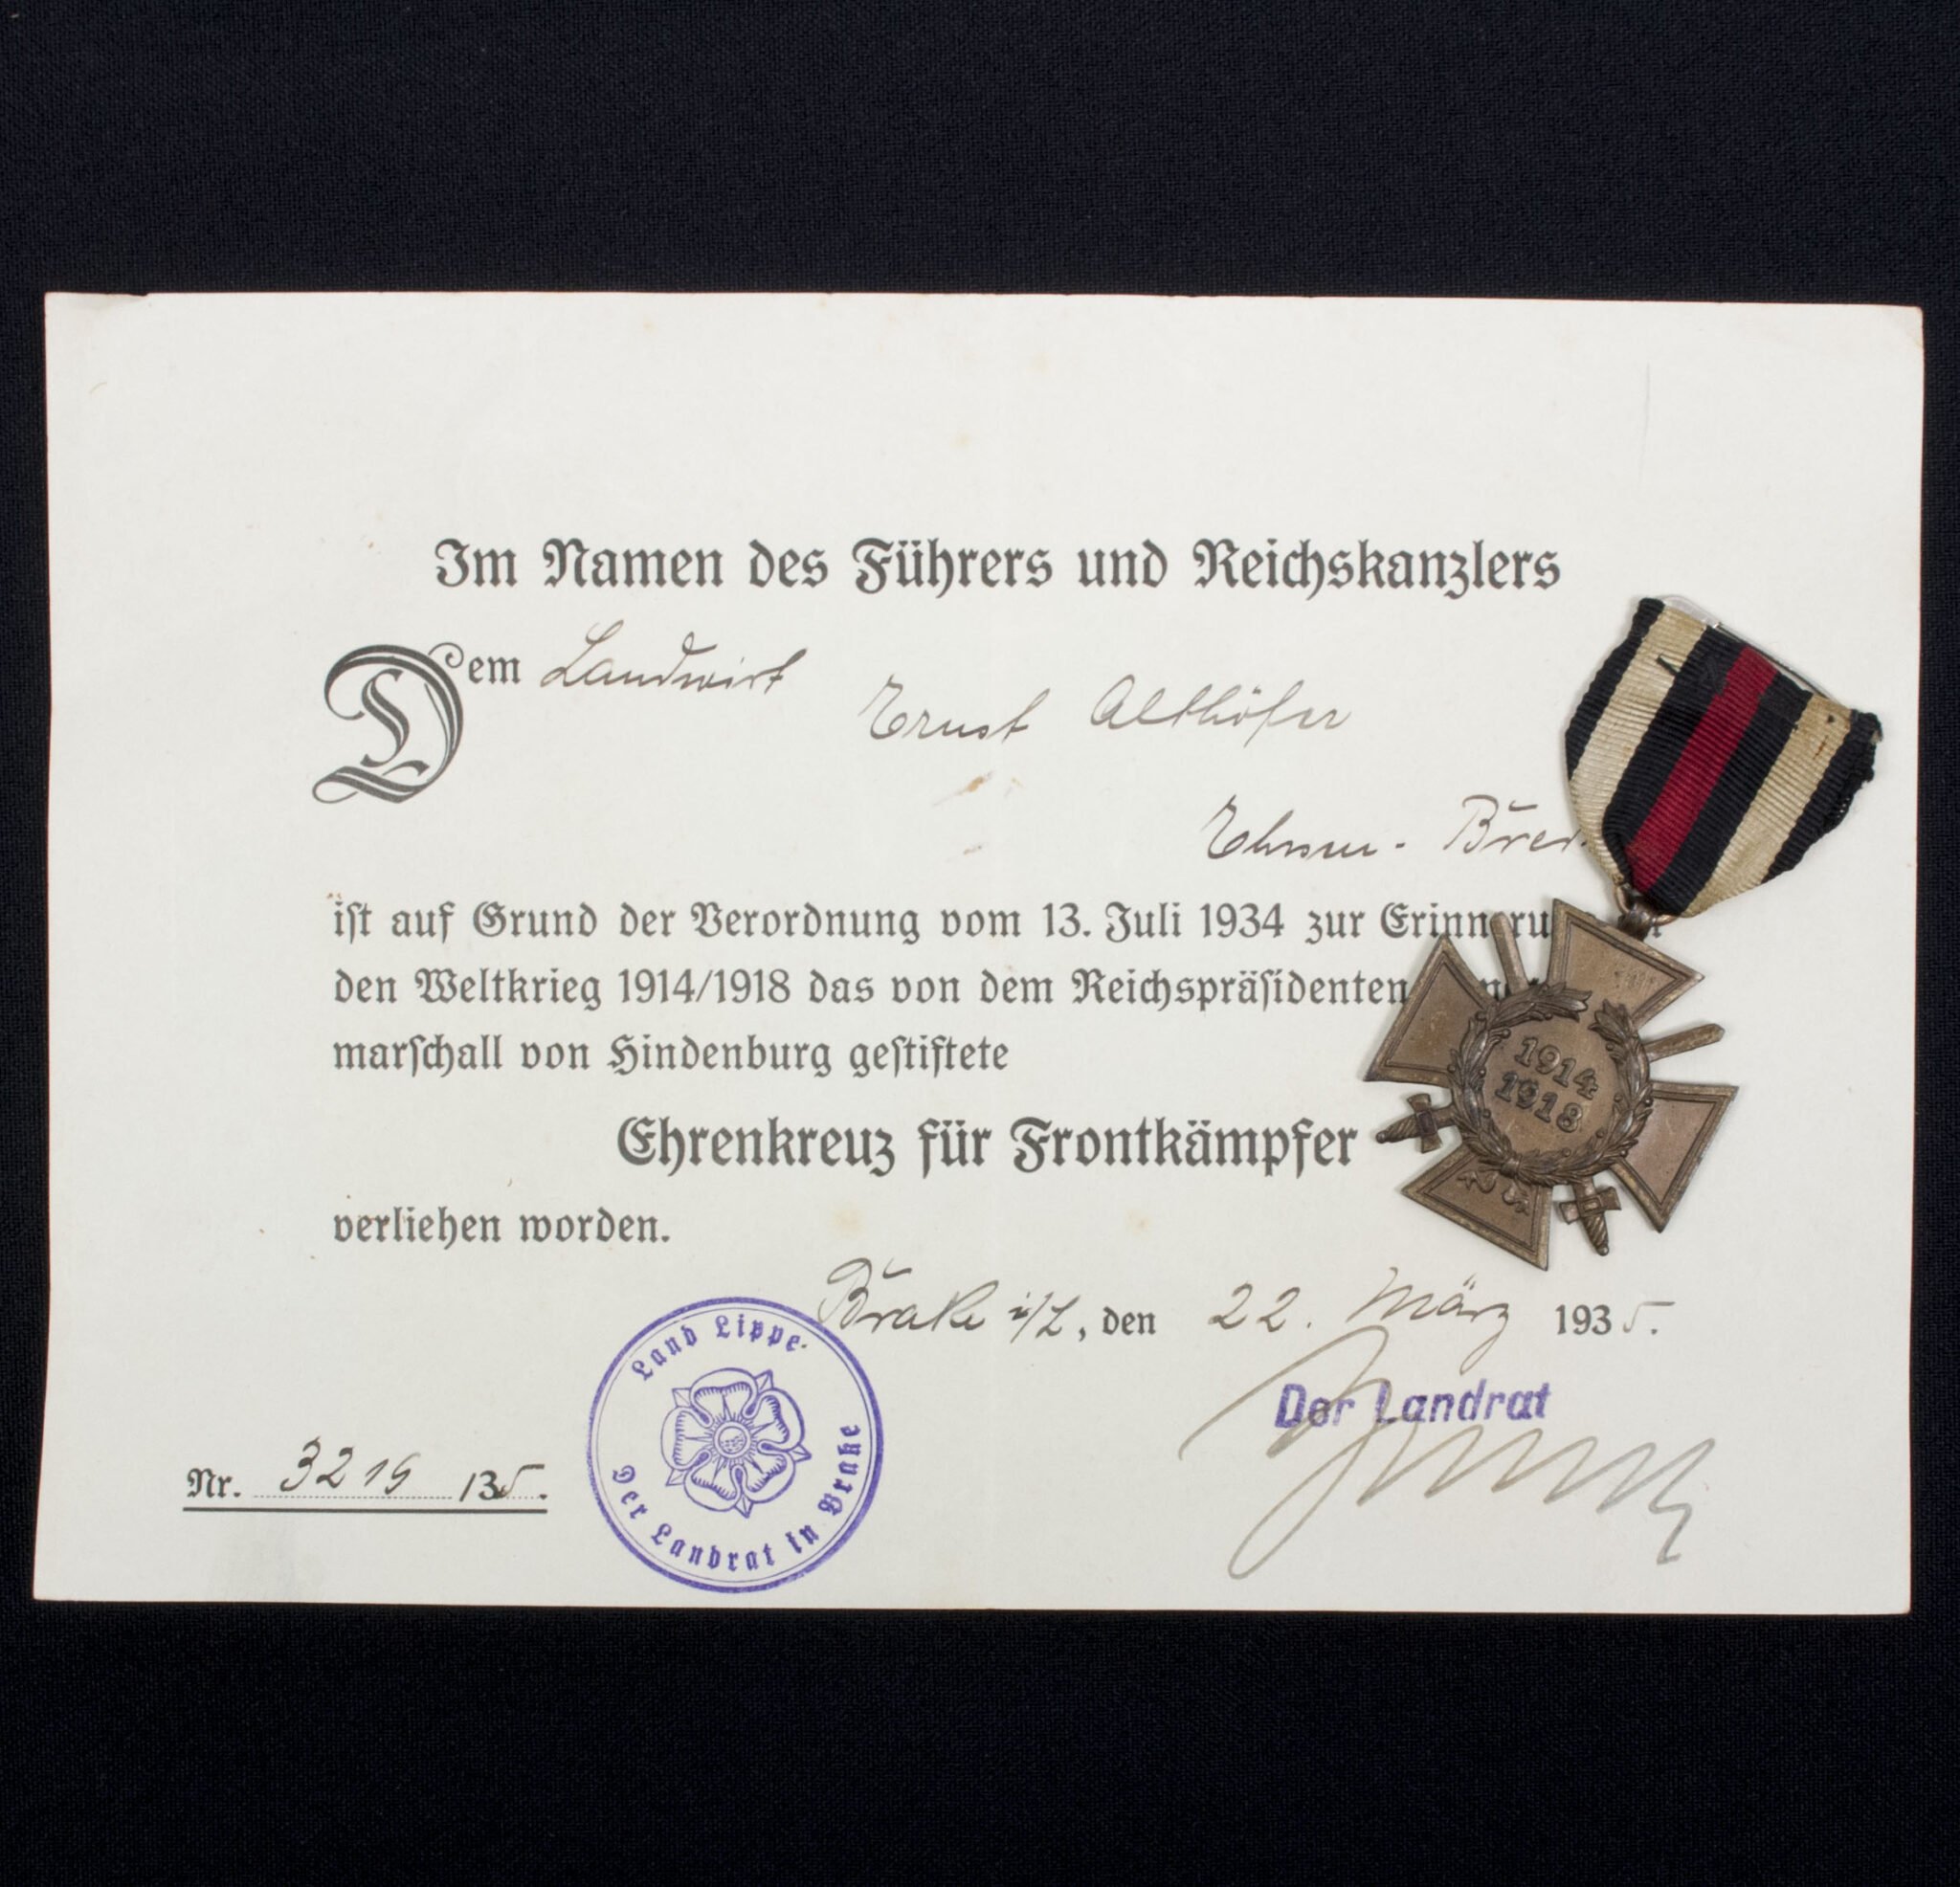 Im Namen des Führers und Reichskanzlers
Dem Landwirt
Ernst Althöfer
ist auf Grund der Verordnung vom 13. Juli 1934 zur Erinneru
den Weltkrieg 1914/1918 das von dem Reichspräsidenten
marschall von Hindenburg gestiftete
Ehrenkreuz für Frontkämpfer
verliehen worden.
1914
1918
Brake i/L, den 22. März 1935.
Der Landrat
Nr. 3219 /35.
Land Lippe.
Der Landrat in Brake